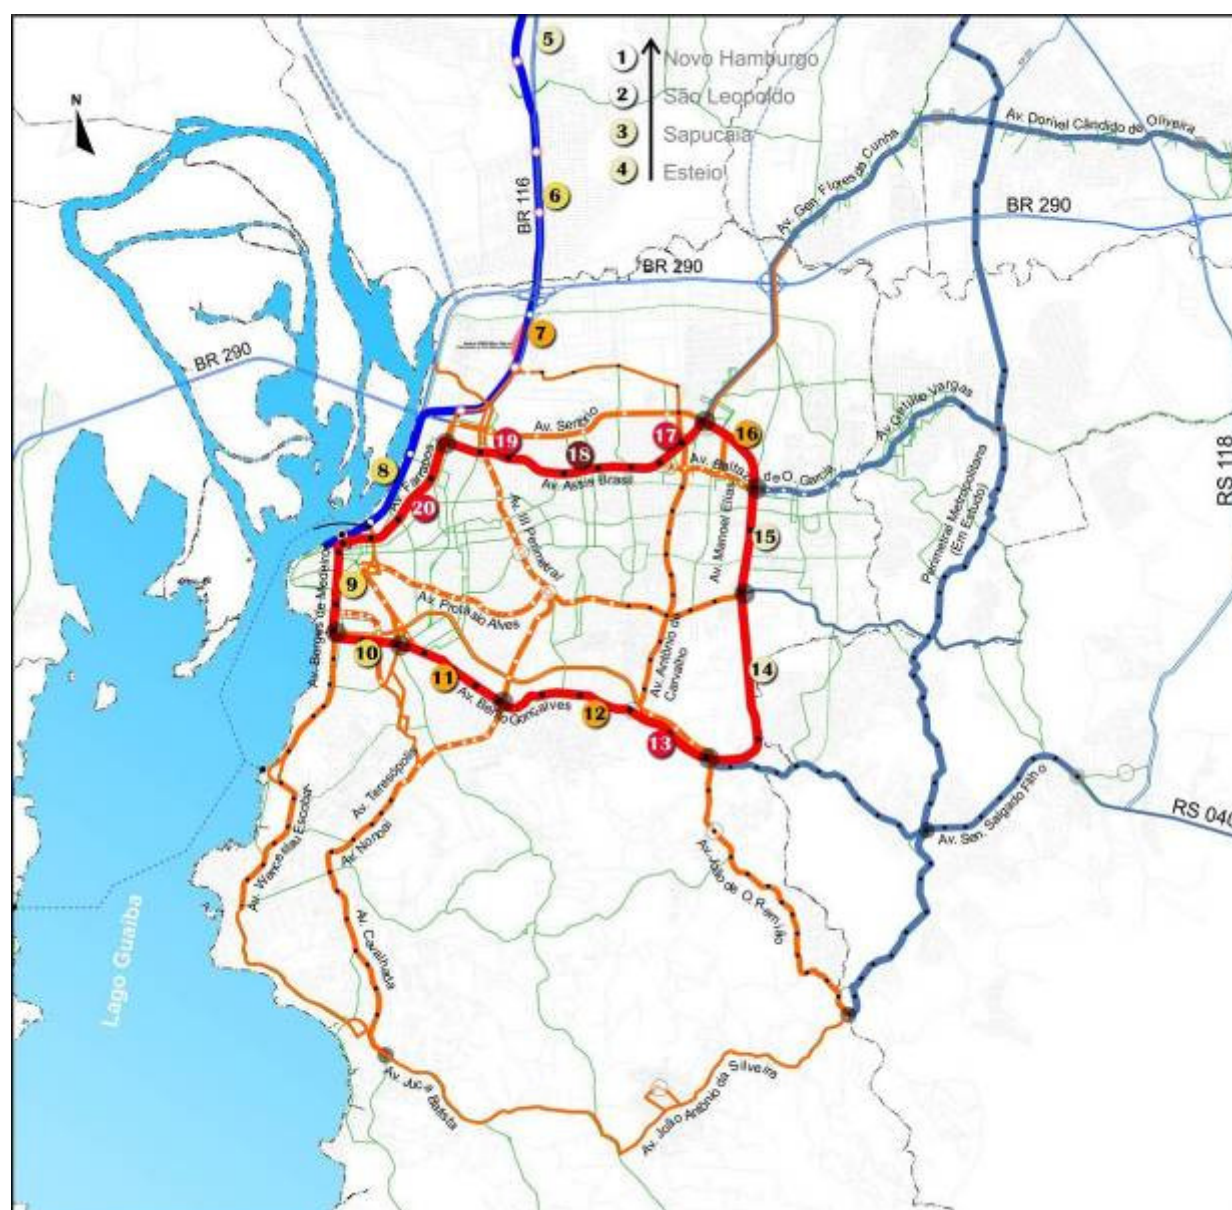 5
1 Novo Hamburgo
2 São Leopoldo
3 Sapucaia
4 Esteio
N
BR 116
6
Av. Dorivel Cândido de Oliveira
Av. Gen. Flores da Cunha
BR 290
BR 290
7
BR 290
Av. Sertório
Av. Getúlio Vargas
19
18
17
16
Av. Baltazar de O. Garcia
8
Av. Farrapos
20
Av. Assis Brasil
Av. III Perimetral
Av. Manoel Elias
15
Perimetral Metropolitana
(Em Estudo)
RS 118
9
Av. Borges de Medeiros
Av. Protásio Alves
10
11
Av. Antônio de
Carvalho
14
Av. Bento Gonçalves
12
13
Av. Teresópolis
Av. Nonoai
Av. Wenceslau Escobar
Av. Sen. Salgado Filho
RS 040
Av. João de O. Remião
Av. Cavalhada
Lago Guaíba
Av. Juca Batista
Av. João Antônio da Silveira